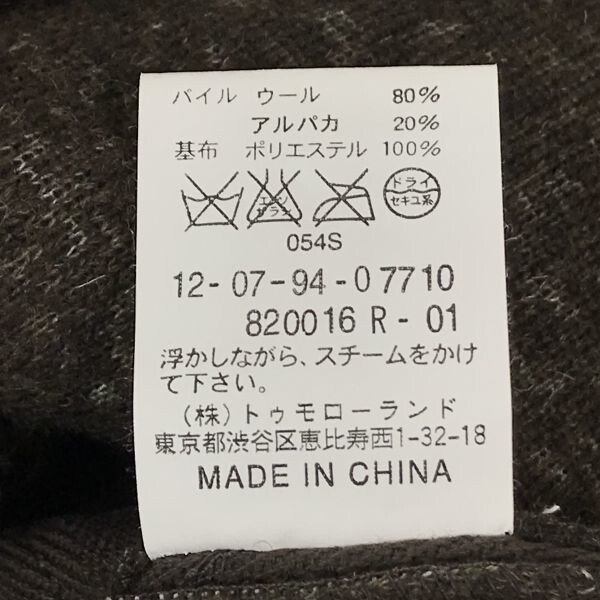 パイル ウール 80%
アルパカ 20%
基布 ポリエステル 100%
エンソ
サラシ
ドライ
セキユ系
054S
12-07-94-07710
820016 R-01
浮かしながら、スチームをかけ
て下さい。
(株)トゥモローランド
東京都渋谷区恵比寿西1-32-18
MADE IN CHINA